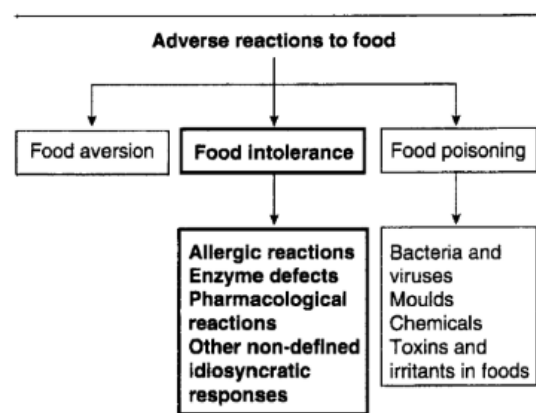 Adverse reactions to food
Food aversion
Food intolerance
Food poisoning
Allergic reactions
Enzyme defects
Pharmacological
reactions
Other non-defined
idiosyncratic
responses
Bacteria and
viruses
Moulds
Chemicals
Toxins and
irritants in foods